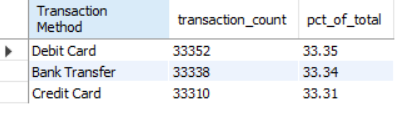 Transaction Method transaction_count pct_of_total
Debit Card 33352 33.35
Bank Transfer 33338 33.34
Credit Card 33310 33.31